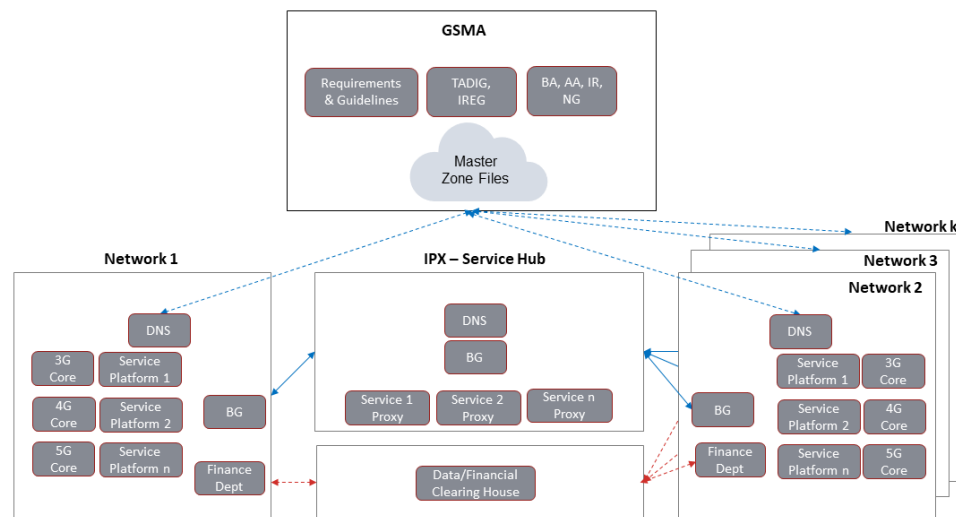 GSMA
Requirements
& Guidelines
TADIG,
IREG
BA, AA, IR,
NG
Master
Zone Files
Network k
Network 3
Network 2
Network 1
IPX – Service Hub
DNS
3G
Core
Service
Platform 1
4G
Core
Service
Platform 2
5G
Core
Service
Platform n
BG
Finance
Dept
DNS
BG
Service 1
Proxy
Service 2
Proxy
Service n
Proxy
Data/Financial
Clearing House
DNS
Service
Platform 1
3G
Core
BG
Service
Platform 2
4G
Core
Finance
Dept
Service
Platform n
5G
Core